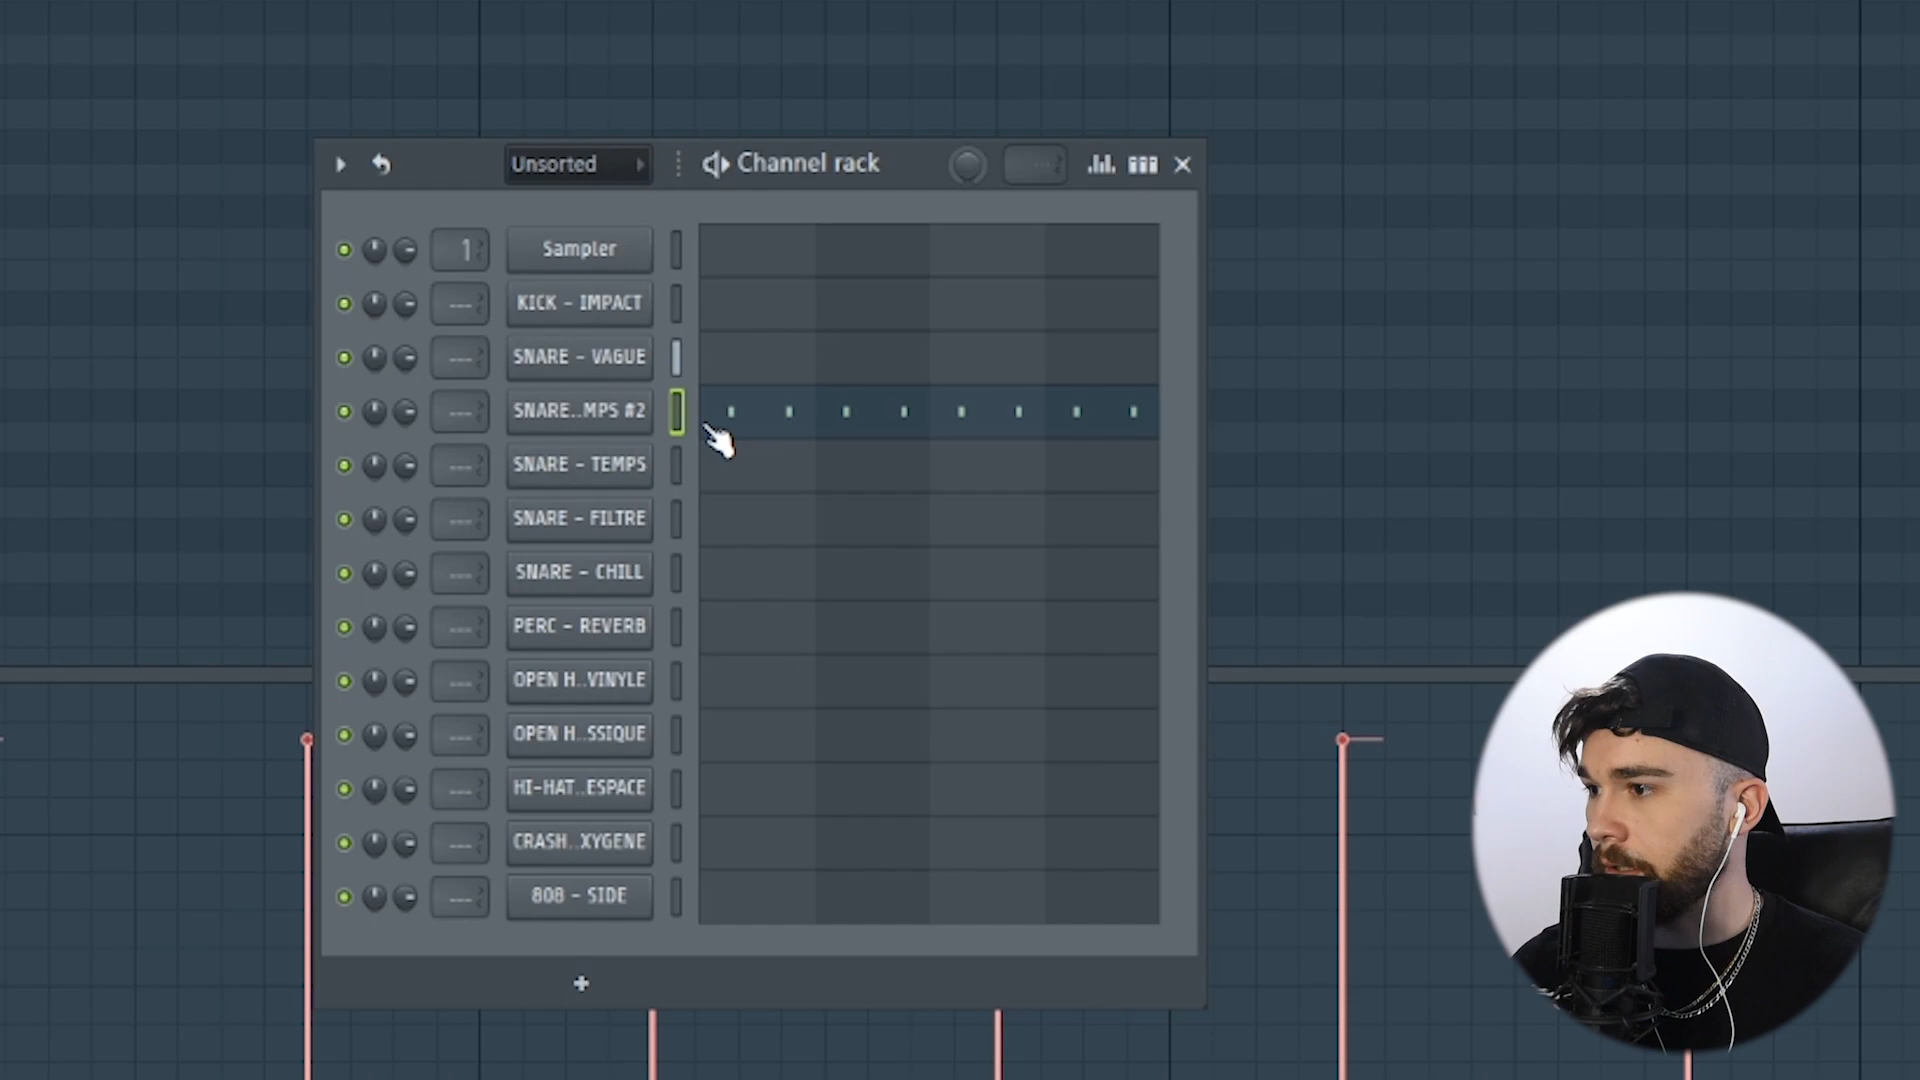 Unsorted
Channel rack
1
Sampler
--- KICK - IMPACT
--- SNARE - VAGUE
--- SNARE..MPS #2
--- SNARE - TEMPS
--- SNARE - FILTRE
--- SNARE - CHILL
--- PERC - REVERB
--- OPEN H..VINYLE
--- OPEN H..SSIQUE
--- HI-HAT..ESPACE
--- CRASH..XYGENE
--- 808 - SIDE